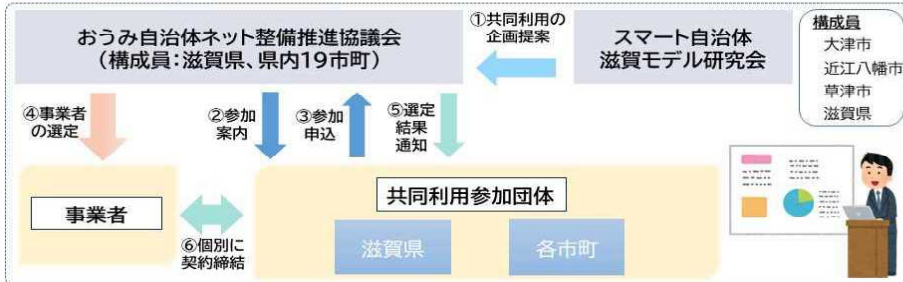 おうみ自治体ネット整備推進協議会
（構成員：滋賀県、県内19市町）
①共同利用の
企画提案
スマート自治体
滋賀モデル研究会
構成員
大津市
近江八幡市
草津市
滋賀県
④事業者
の選定
②参加
案内
③参加
申込
⑤選定
結果
通知
事業者
⑥個別に
契約締結
共同利用参加団体
滋賀県
各市町